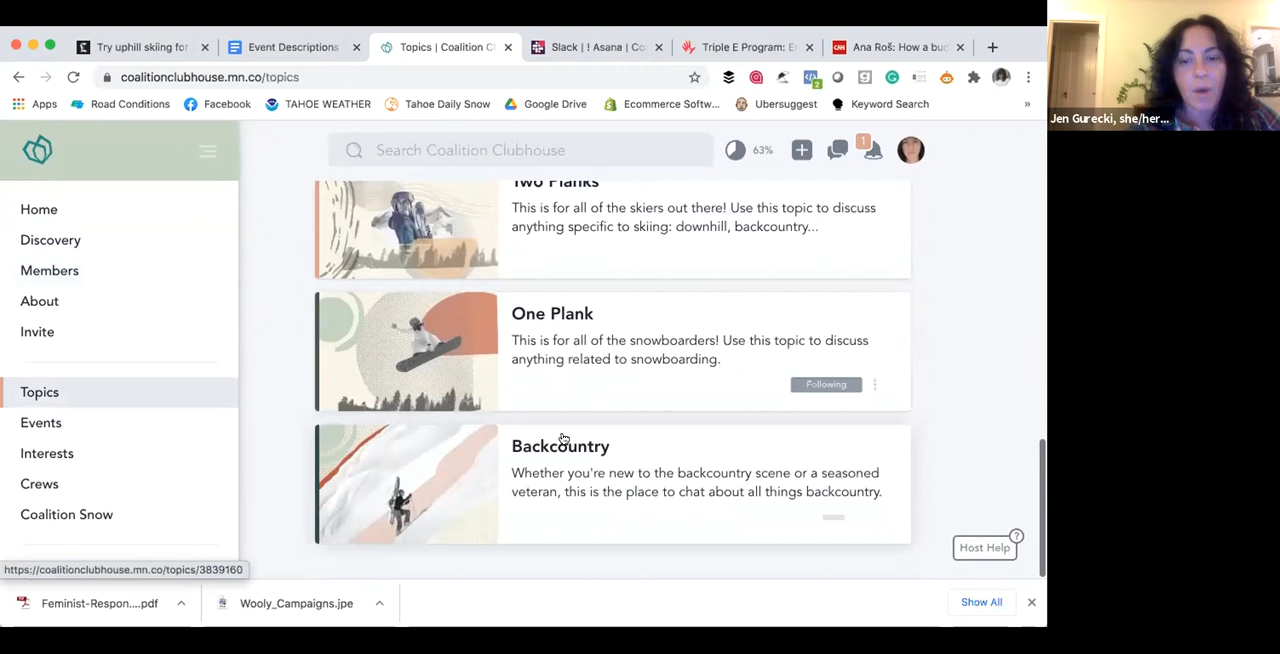 Try uphill skiing for
Event Descriptions
Topics | Coalition Cl
Slack | ! Asana | Co
Triple E Program: E
Ana Roš: How a bu
coalitionclubhouse.mn.co/topics
2
Apps
Road Conditions
Facebook
TAHOE WEATHER
Tahoe Daily Snow
Google Drive
Ecommerce Softw...
Ubersuggest
Keyword Search
»
Jen Gurecki, she/her...
Search Coalition Clubhouse
63%
1
Home
Discovery
Members
About
Invite
Topics
Events
Interests
Crews
Coalition Snow
Two Planks
This is for all of the skiers out there! Use this topic to discuss
anything specific to skiing: downhill, backcountry...
One Plank
This is for all of the snowboarders! Use this topic to discuss
anything related to snowboarding.
Following
Backcountry
Whether you're new to the backcountry scene or a seasoned
veteran, this is the place to chat about all things backcountry.
Host Help
?
https://coalitionclubhouse.mn.co/topics/3839160
Feminist-Respon....pdf
Wooly_Campaigns.jpe
Show All